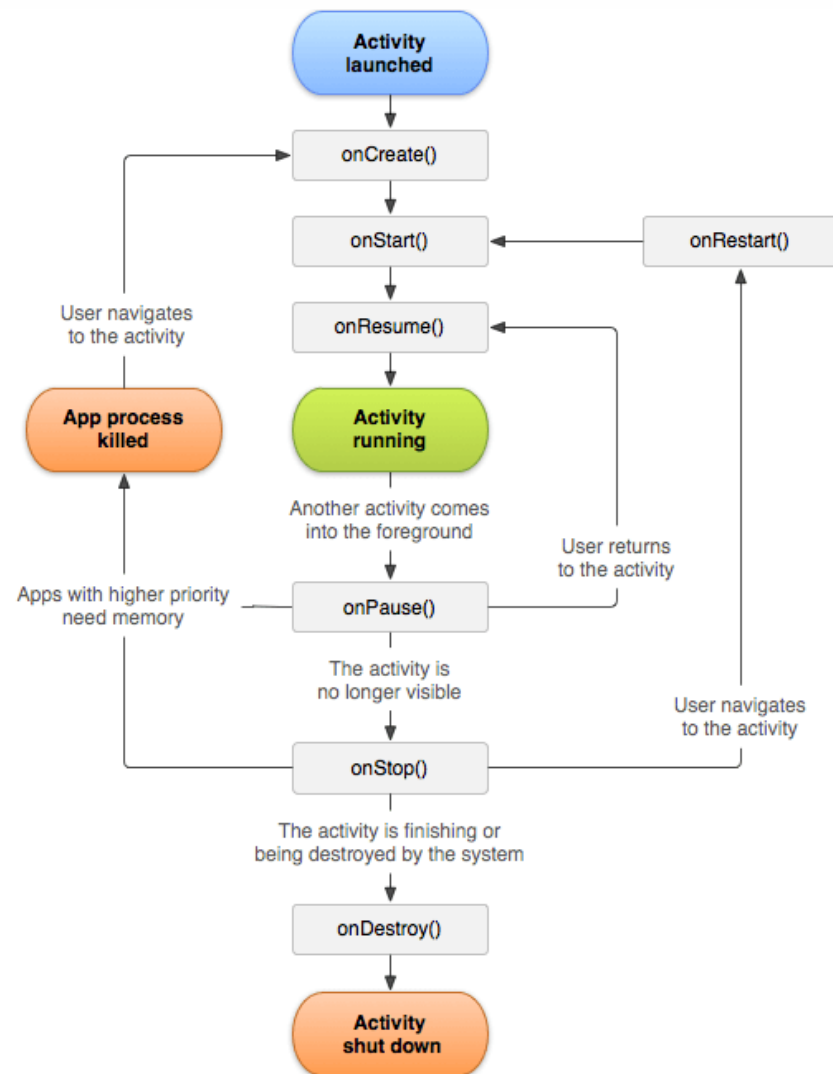 Activity
launched
onCreate()
onStart()
onRestart()
User navigates
to the activity
onResume()
App process
killed
Activity
running
Another activity comes
into the foreground
User returns
to the activity
Apps with higher priority
need memory
onPause()
The activity is
no longer visible
User navigates
to the activity
onStop()
The activity is finishing or
being destroyed by the system
onDestroy()
Activity
shut down